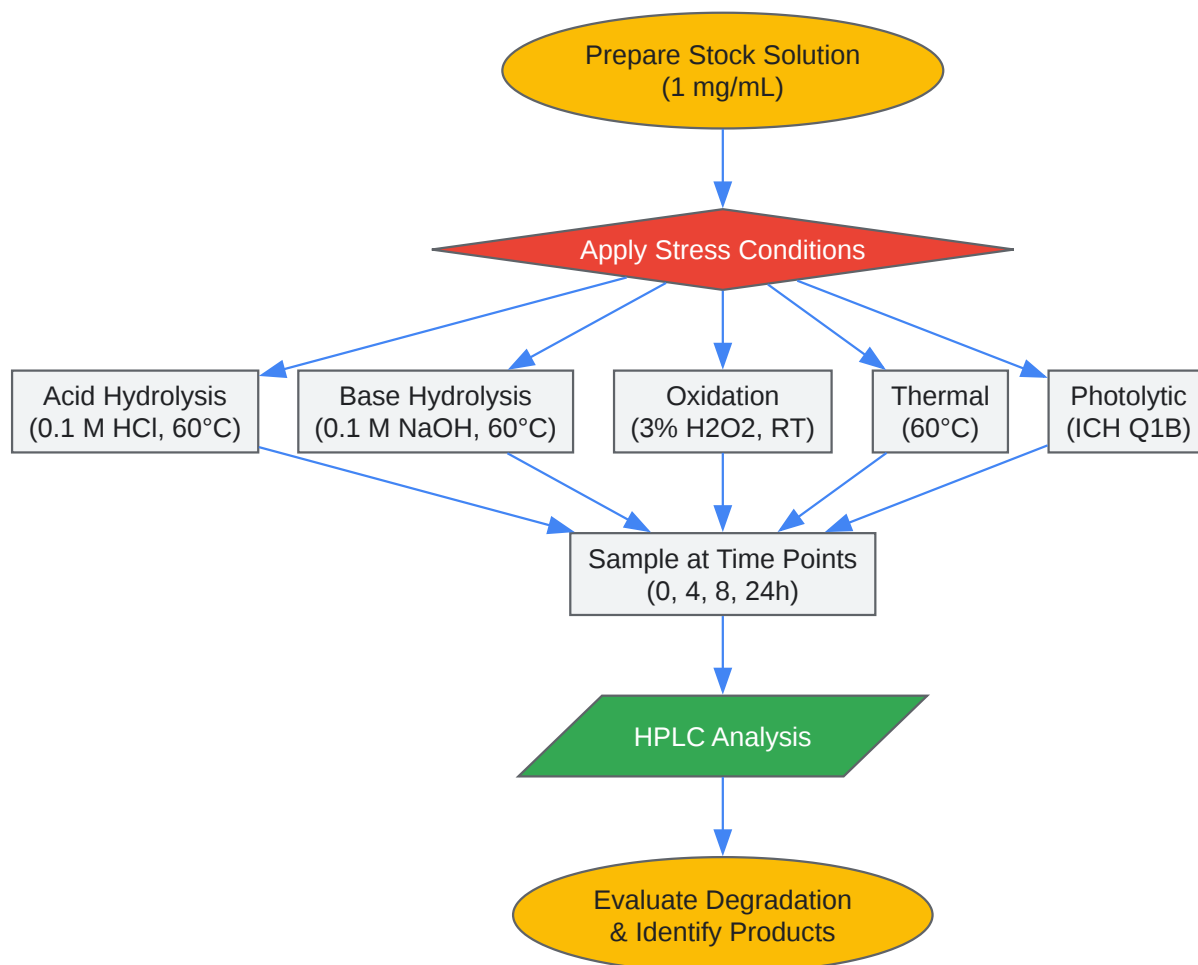 Prepare Stock Solution
(1 mg/mL)
Apply Stress Conditions
Acid Hydrolysis
(0.1 M HCl, 60°C)
Base Hydrolysis
(0.1 M NaOH, 60°C)
Oxidation
(3% H2O2, RT)
Thermal
(60°C)
Photolytic
(ICH Q1B)
Sample at Time Points
(0, 4, 8, 24h)
HPLC Analysis
Evaluate Degradation
& Identify Products